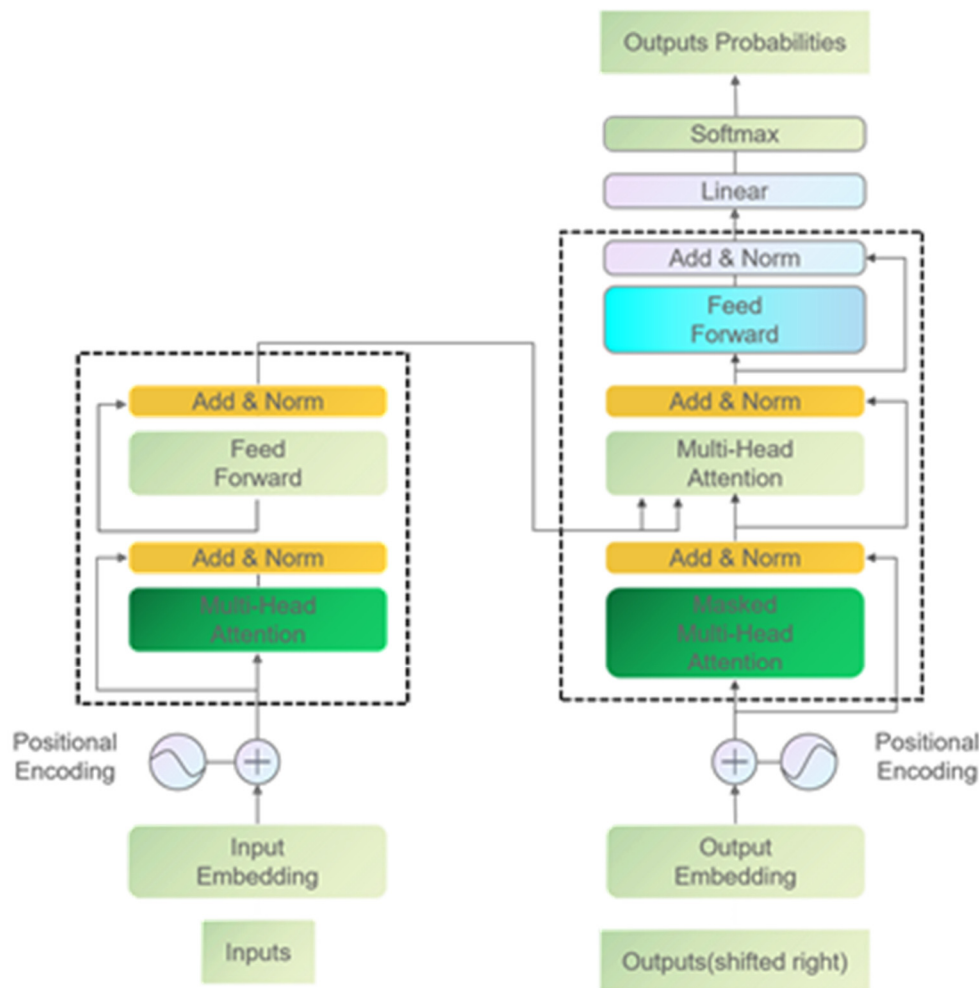 Outputs Probabilities
Softmax
Linear
Add & Norm
Feed
Forward
Add & Norm
Multi-Head
Attention
Add & Norm
Masked
Multi-Head
Attention
Positional
Encoding
Output
Embedding
Outputs(shifted right)
Add & Norm
Feed
Forward
Add & Norm
Multi-Head
Attention
Positional
Encoding
Input
Embedding
Inputs